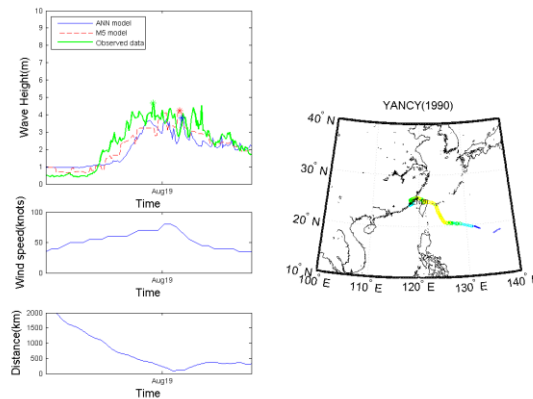 ANN model
M5 model
Observed data
10
9
8
7
6
5
4
3
2
1
0
Wave Height(m)
Aug19
Time
100
50
0
Wind speed(knots)
Aug19
Time
2000
1500
1000
500
0
Distance(km)
Aug19
Time
YANCY(1990)
40° N
30° N
20° N
10° N
100° E
110° E
120° E
130° E
140° E